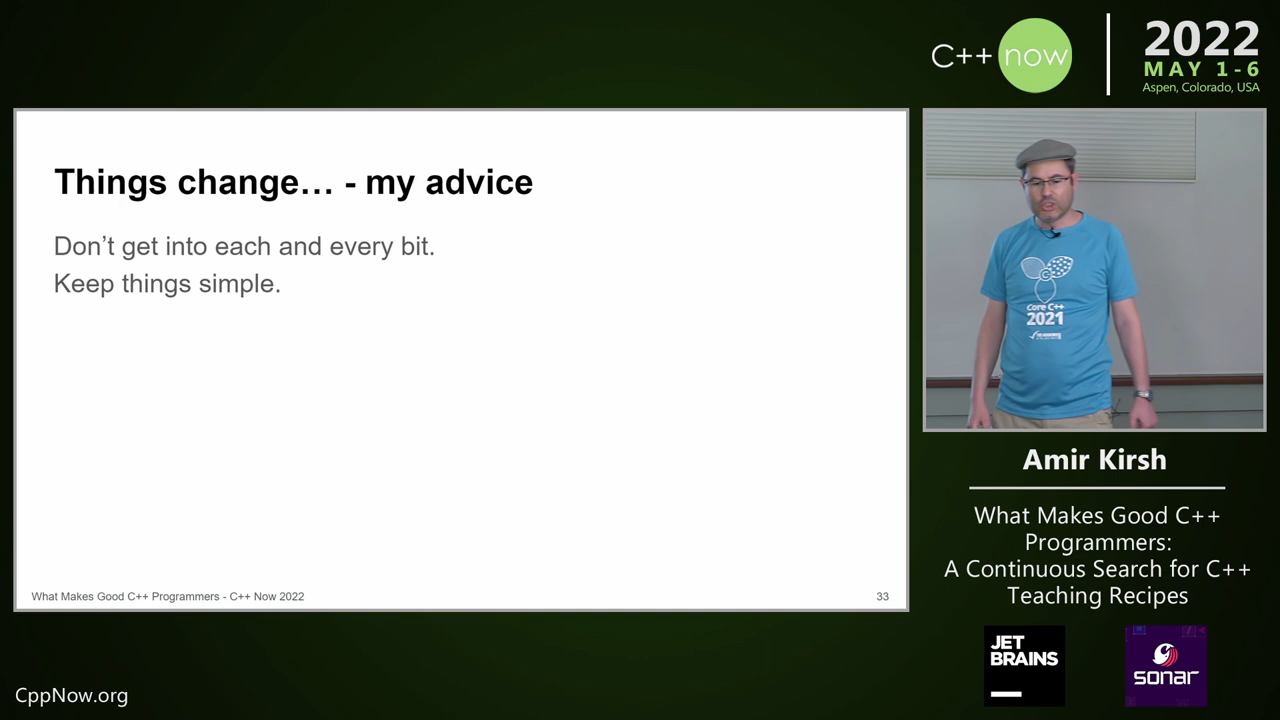 C++ now
2022
MAY 1-6
Aspen, Colorado, USA
Things change… - my advice
Don’t get into each and every bit.
Keep things simple.
What Makes Good C++ Programmers - C++ Now 2022
33
Core C++
2021
Amir Kirsh
What Makes Good C++
Programmers:
A Continuous Search for C++
Teaching Recipes
JET
BRAINS
sonar
CppNow.org